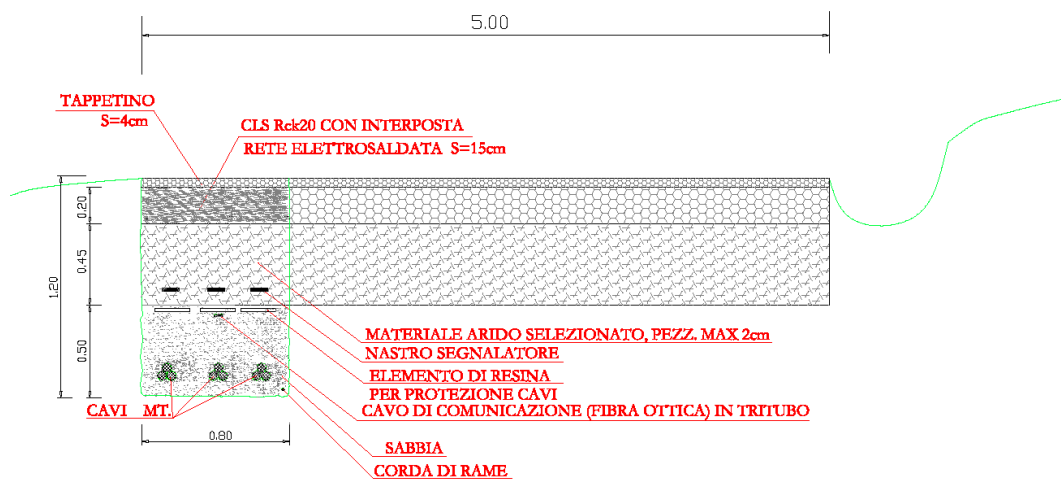 5.00
TAPPETINO
S=4cm
CLS Rck20 CON INTERPOSTA
RETE ELETTROSALDATA S=15cm
0.20
0.45
1.20
0.50
MATERIALE ARIDO SELEZIONATO, PEZZ. MAX 2cm
NASTRO SEGNALATORE
ELEMENTO DI RESINA
PER PROTEZIONE CAVI
CAVI MT.
CAVO DI COMUNICAZIONE (FIBRA OTTICA) IN TRITUBO
0.80
SABBIA
CORDA DI RAME